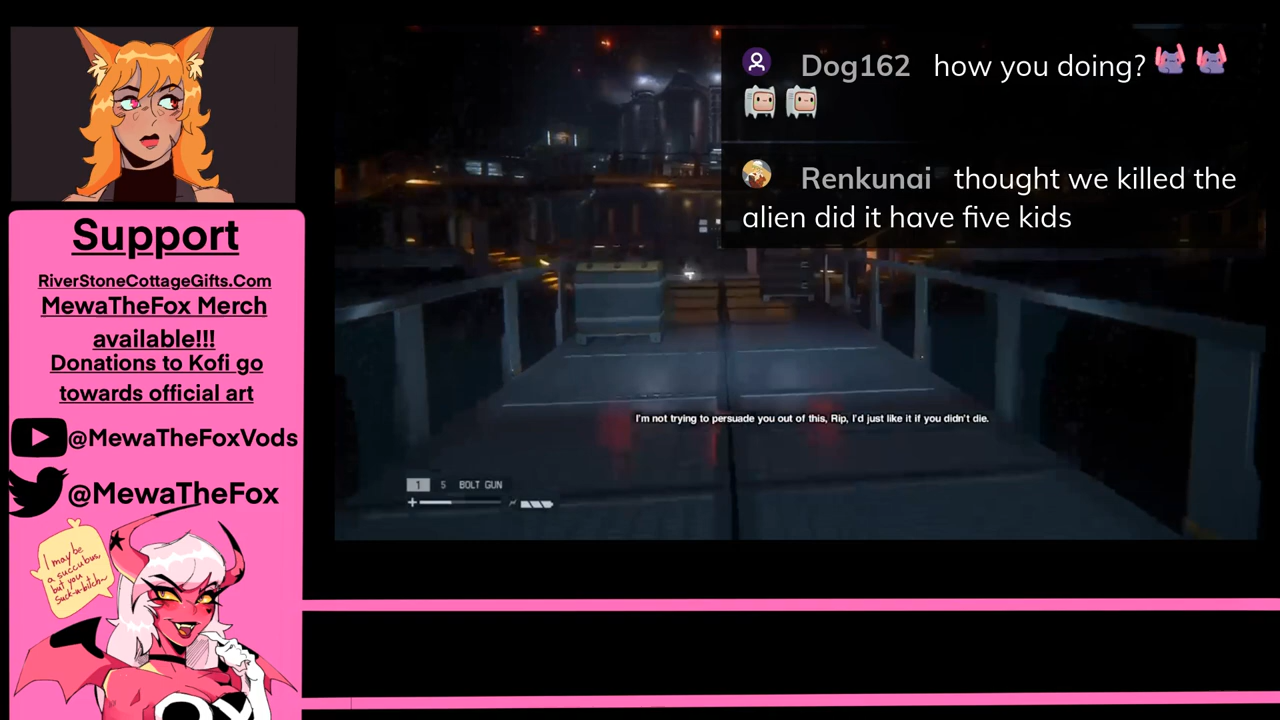 Support
RiverStoneCottageGifts.Com
MewaTheFox Merch
available!!!
Donations to Kofi go
towards official art
@MewaTheFoxVods
@MewaTheFox
I may be
a succubus,
but you
suck-a-bitch~
Dog162 how you doing?
Renkunai thought we killed the
alien did it have five kids
I'm not trying to persuade you out of this, Rip, I'd just like it if you didn't die.
1 5 BOLT GUN